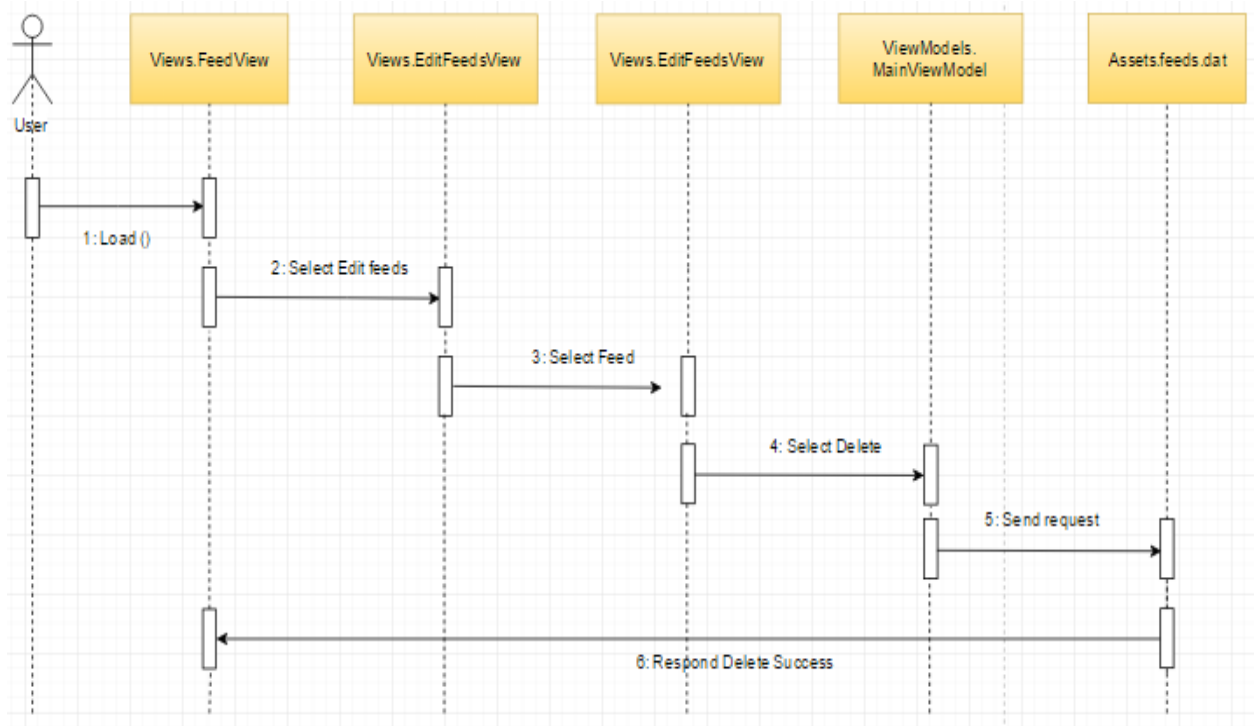 Views.FeedView
Views.EditFeedsView
Views.EditFeedsView
ViewModels.
MainViewModel
Assets.feeds.dat
User
1: Load ()
2: Select Edit feeds
3: Select Feed
4: Select Delete
5: Send request
6: Respond Delete Success